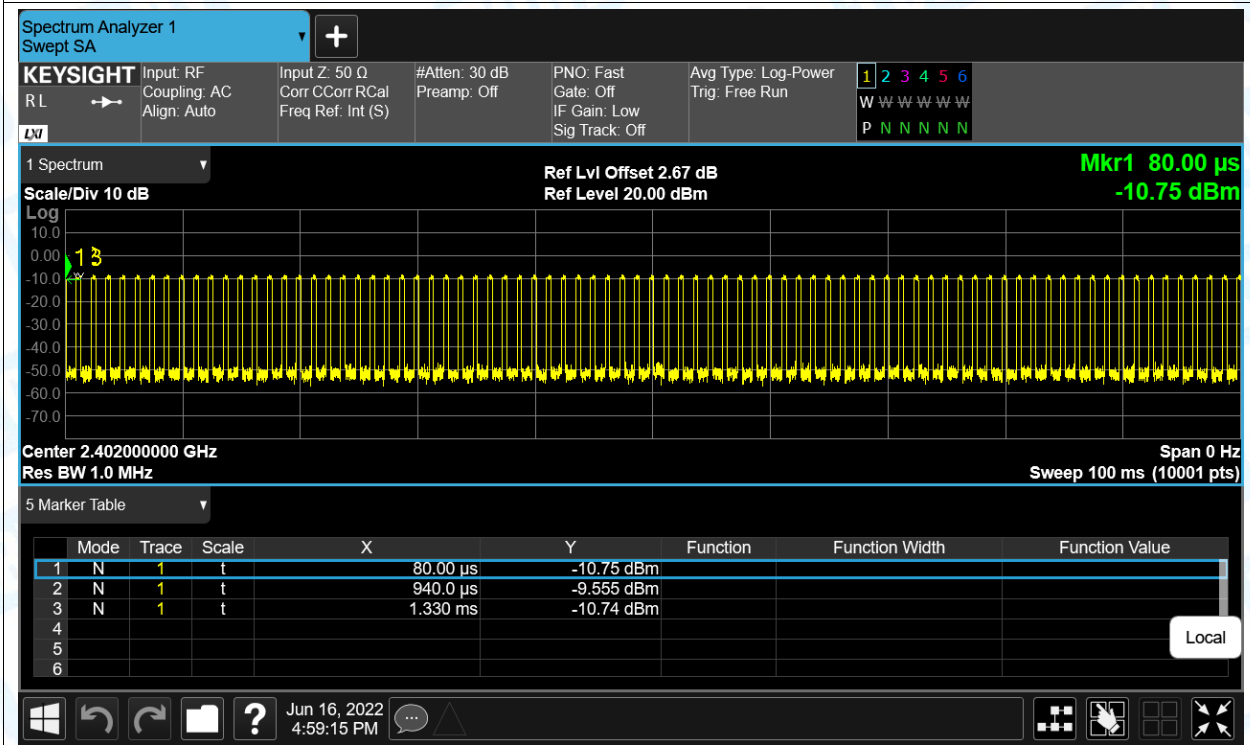 Spectrum Analyzer 1
Swept SA
KEYSIGHT
R L
LXI
Input: RF
Coupling: AC
Align: Auto
Input Z: 50 Ω
Corr CCorr RCal
Freq Ref: Int (S)
#Atten: 30 dB
Preamp: Off
PNO: Fast
Gate: Off
IF Gain: Low
Sig Track: Off
Avg Type: Log-Power
Trig: Free Run
1 2 3 4 5 6
W W W W W W
P N N N N N
1 Spectrum
Scale/Div 10 dB
Ref Lvl Offset 2.67 dB
Ref Level 20.00 dBm
Mkr1 80.00 µs
-10.75 dBm
Log
10.0
0.00
-10.0
-20.0
-30.0
-40.0
-50.0
-60.0
-70.0
1 3
Center 2.402000000 GHz
Res BW 1.0 MHz
Span 0 Hz
Sweep 100 ms (10001 pts)
5 Marker Table
Mode Trace Scale X Y Function Function Width Function Value
1 N 1 t 80.00 µs -10.75 dBm
2 N 1 t 940.0 µs -9.555 dBm
3 N 1 t 1.330 ms -10.74 dBm
4
5
6
Local
?
Jun 16, 2022
4:59:15 PM